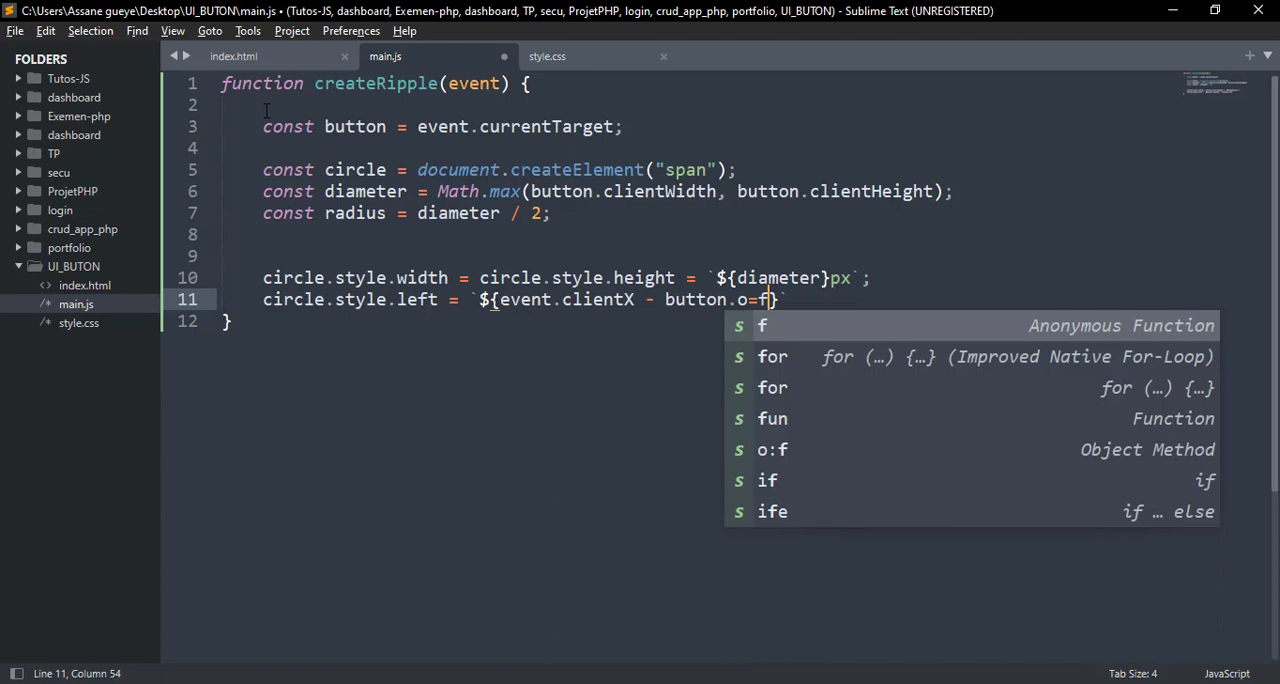 C:\Users\Assane gueye\Desktop\UI_BUTON\main.js • (Tutos-JS, dashboard, Exemen-php, dashboard, TP, secu, ProjetPHP, login, crud_app_php, portfolio, UI_BUTON) - Sublime Text (UNREGISTERED)
File Edit Selection Find View Goto Tools Project Preferences Help
FOLDERS
Tutos-JS
dashboard
Exemen-php
dashboard
TP
secu
ProjetPHP
login
crud_app_php
portfolio
UI_BUTON
<> index.html
/* main.js
/* style.css
index.html main.js style.css
1 function createRipple(event) {
2
3 const button = event.currentTarget;
4
5 const circle = document.createElement("span");
6 const diameter = Math.max(button.clientWidth, button.clientHeight);
7 const radius = diameter / 2;
8
9
10 circle.style.width = circle.style.height = `${diameter}px`;
11 circle.style.left = `${event.clientX - button.o=f}`
12 }
s f Anonymous Function
s for for (…) {…} (Improved Native For-Loop)
s for for (…) {…}
s fun Function
s o:f Object Method
s if if
s ife if … else
Line 11, Column 54 Tab Size: 4 JavaScript